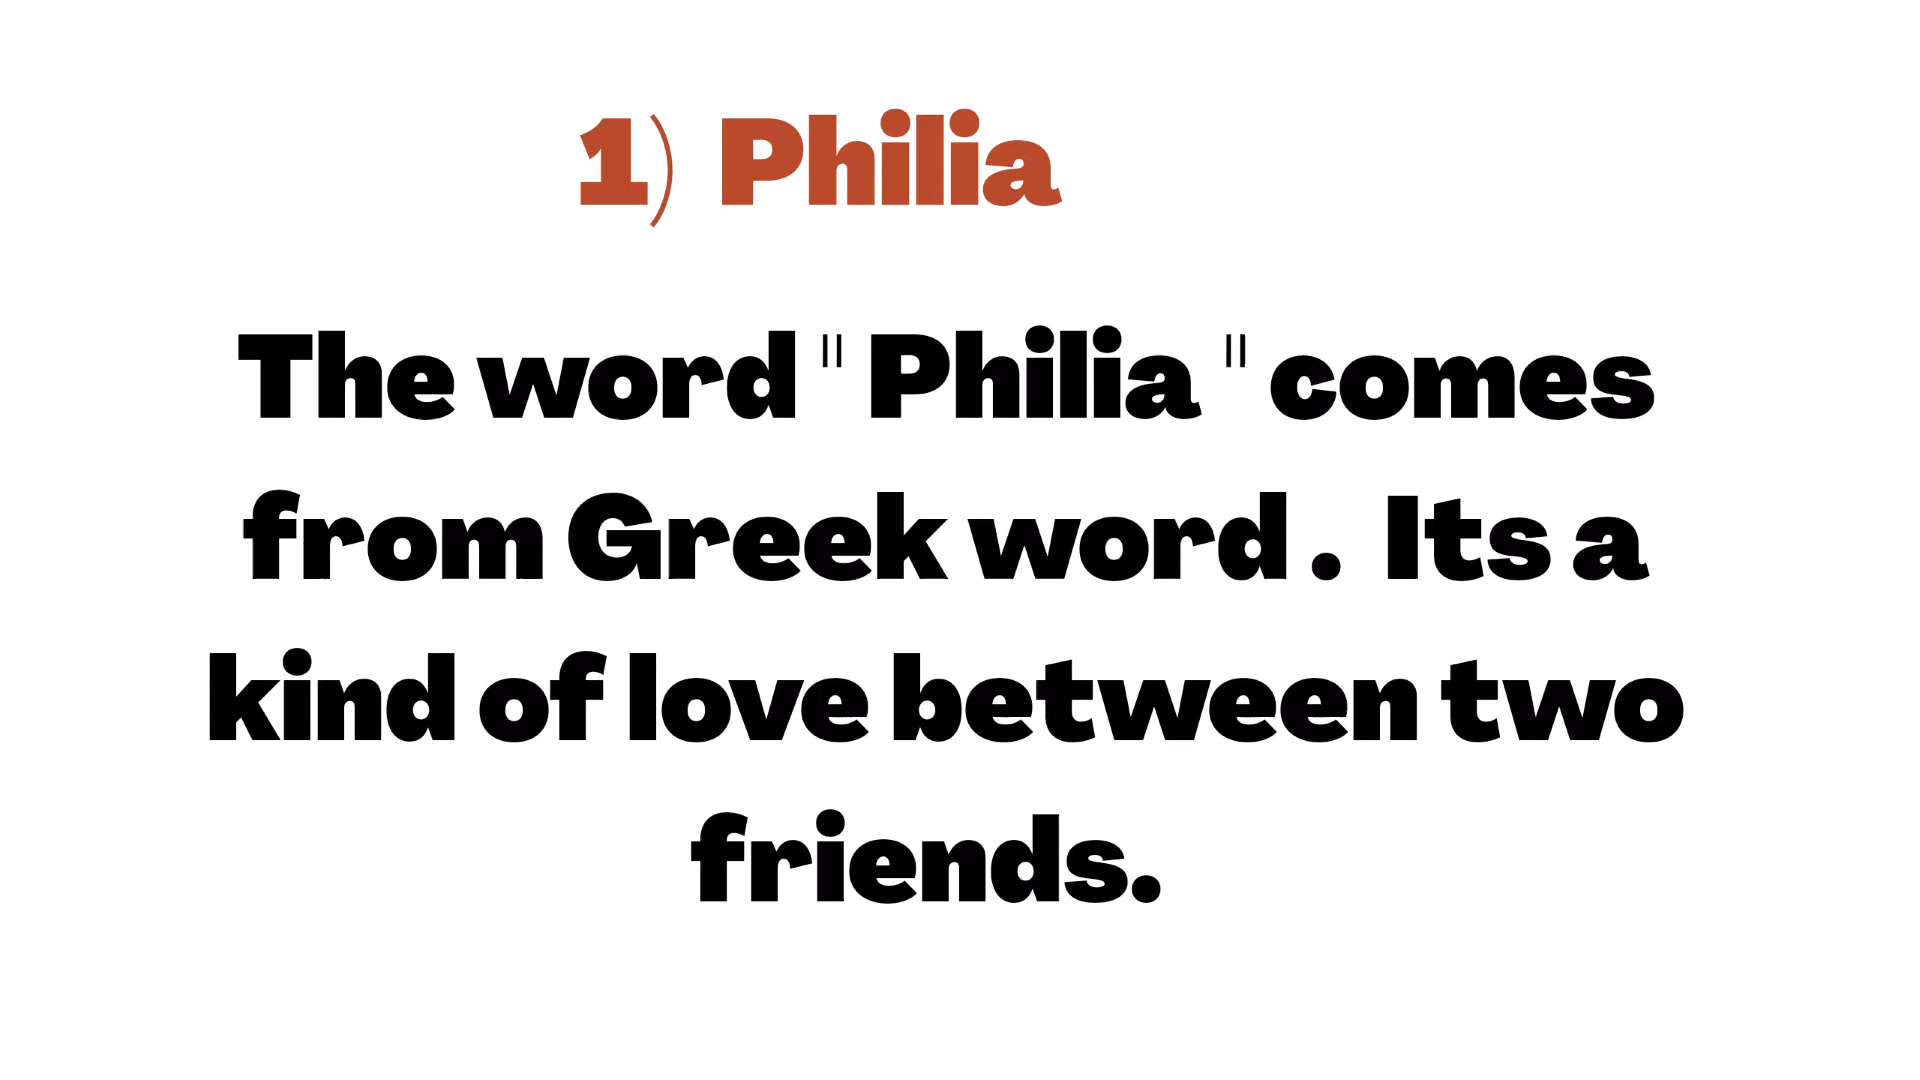 1) Philia
The word " Philia " comes
from Greek word . Its a
kind of love between two
friends.